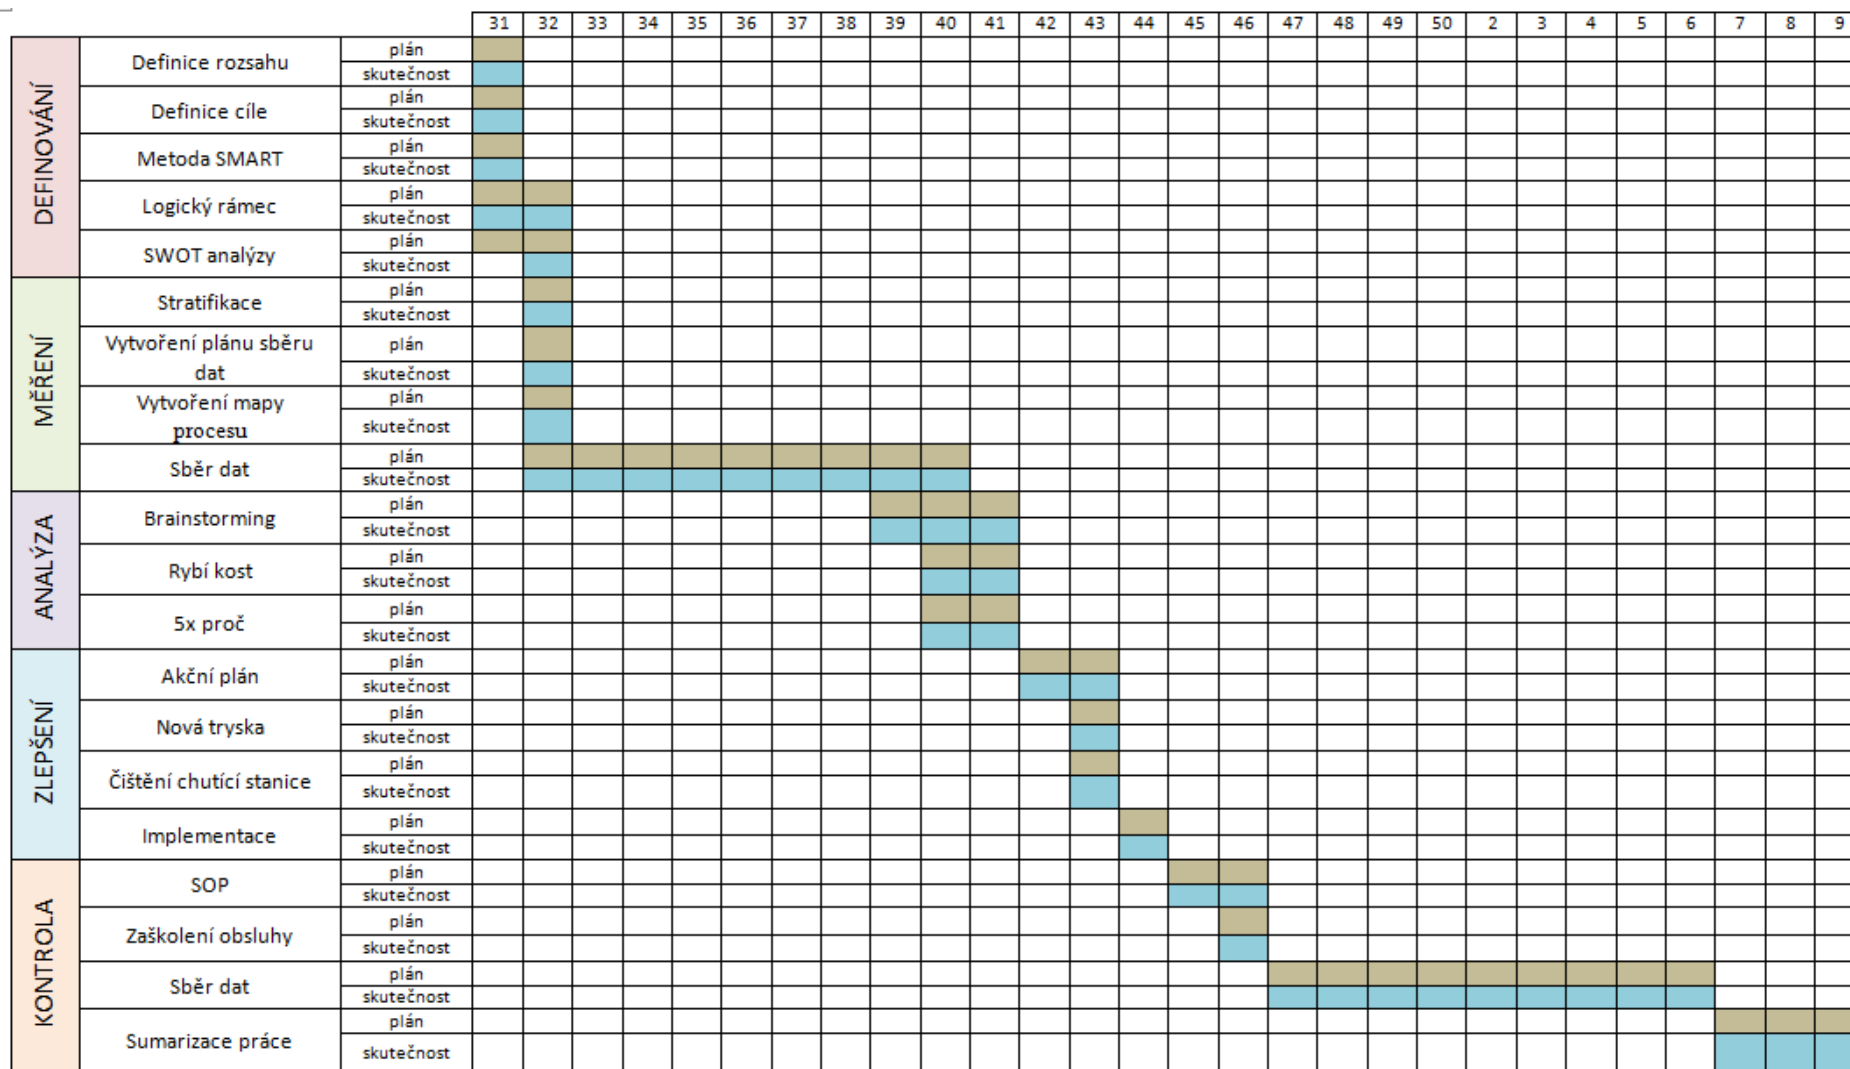 31 32 33 34 35 36 37 38 39 40 41 42 43 44 45 46 47 48 49 50 2 3 4 5 6 7 8 9
DEFINOVÁNÍ
Definice rozsahu
plán
skutečnost
Definice cíle
plán
skutečnost
Metoda SMART
plán
skutečnost
Logický rámec
plán
skutečnost
SWOT analýzy
plán
skutečnost
MĚŘENÍ
Stratifikace
plán
skutečnost
Vytvoření plánu sběru
dat
plán
skutečnost
Vytvoření mapy
procesu
plán
skutečnost
Sběr dat
plán
skutečnost
ANALÝZA
Brainstorming
plán
skutečnost
Rybí kost
plán
skutečnost
5x proč
plán
skutečnost
ZLEPŠENÍ
Akční plán
plán
skutečnost
Nová tryska
plán
skutečnost
Čištění chutící stanice
plán
skutečnost
Implementace
plán
skutečnost
KONTROLA
SOP
plán
skutečnost
Zaškolení obsluhy
plán
skutečnost
Sběr dat
plán
skutečnost
Sumarizace práce
plán
skutečnost